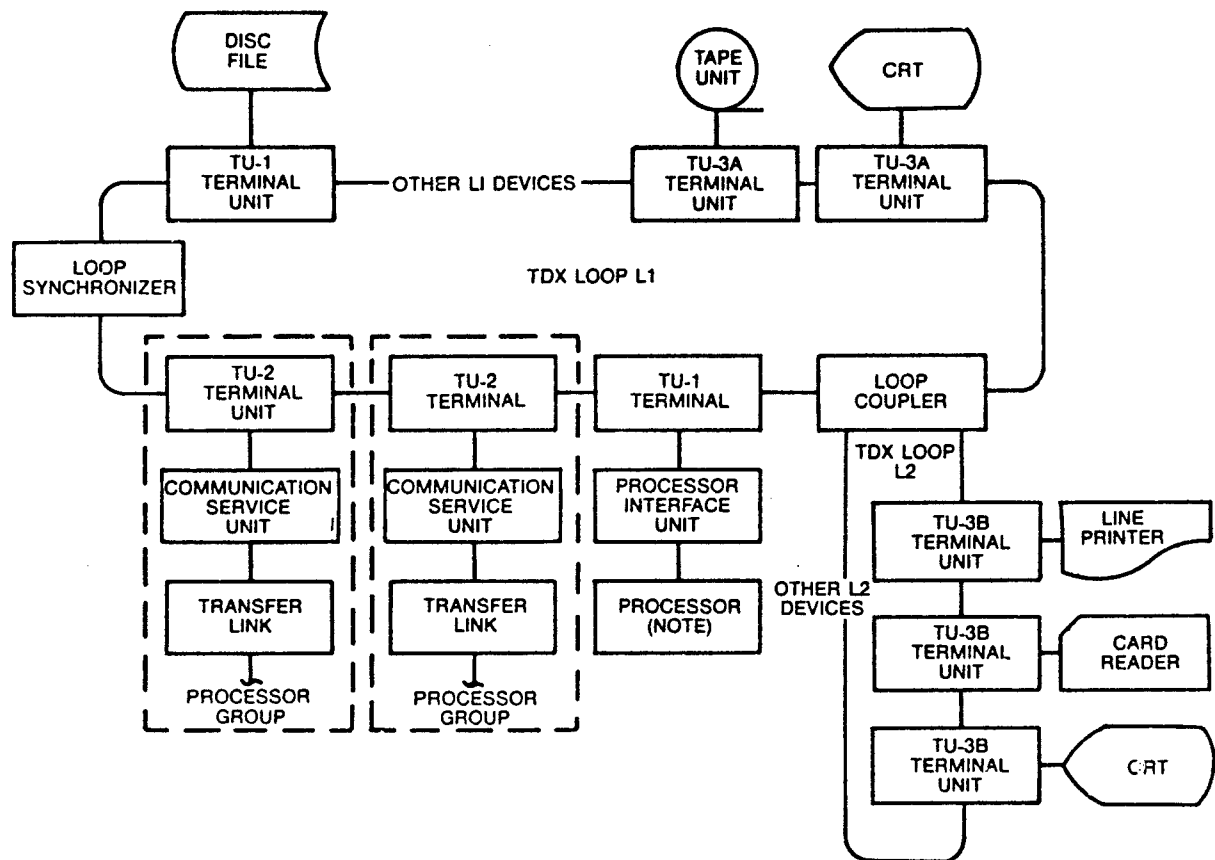 DISC
FILE
TAPE
UNIT
CRT
TU-1
TERMINAL
UNIT
OTHER LI DEVICES
TU-3A
TERMINAL
UNIT
TU-3A
TERMINAL
UNIT
LOOP
SYNCHRONIZER
TDX LOOP L1
TU-2
TERMINAL
UNIT
TU-2
TERMINAL
TU-1
TERMINAL
LOOP
COUPLER
TDX LOOP
L2
COMMUNICATION
SERVICE
UNIT
COMMUNICATION
SERVICE
UNIT
PROCESSOR
INTERFACE
UNIT
TU-3B
TERMINAL
UNIT
LINE
PRINTER
TRANSFER
LINK
TRANSFER
LINK
PROCESSOR
(NOTE)
OTHER L2
DEVICES
TU-3B
TERMINAL
UNIT
CARD
READER
PROCESSOR
GROUP
PROCESSOR
GROUP
TU-3B
TERMINAL
UNIT
CRT